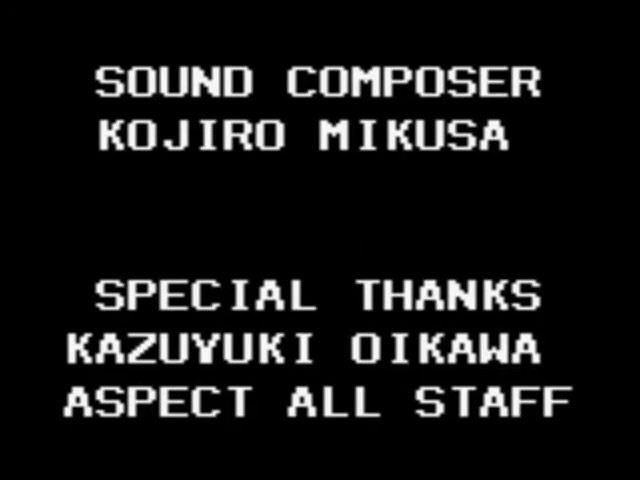 SOUND COMPOSER
KOJIRO MIKUSA
SPECIAL THANKS
KAZUYUKI OIKAWA
ASPECT ALL STAFF